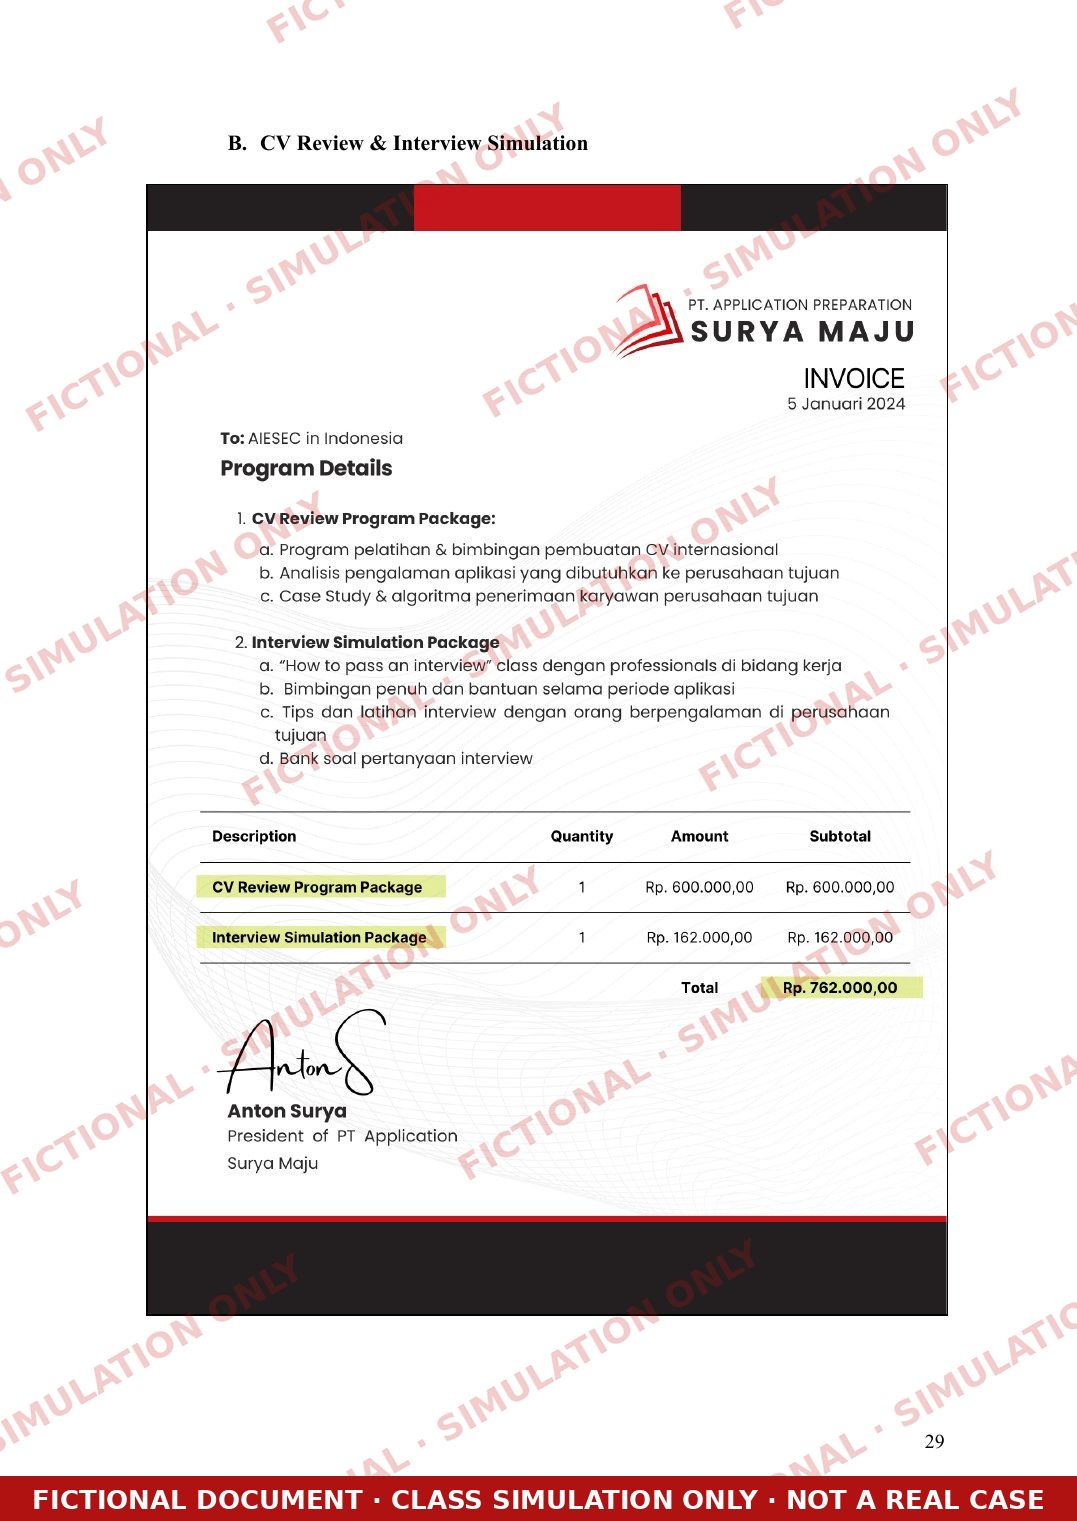 B. CV Review & Interview Simulation
PT. APPLICATION PREPARATION
SURYA MAJU
INVOICE
5 Januari 2024
To: AIESEC in Indonesia
Program Details
1. CV Review Program Package:
a. Program pelatihan & bimbingan pembuatan CV internasional
b. Analisis pengalaman aplikasi yang dibutuhkan ke perusahaan tujuan
c. Case Study & algoritma penerimaan karyawan perusahaan tujuan
2. Interview Simulation Package
a. “How to pass an interview” class dengan professionals di bidang kerja
b. Bimbingan penuh dan bantuan selama periode aplikasi
c. Tips dan latihan interview dengan orang berpengalaman di perusahaan
tujuan
d. Bank soal pertanyaan interview
Description Quantity Amount Subtotal
CV Review Program Package 1 Rp. 600.000,00 Rp. 600.000,00
Interview Simulation Package 1 Rp. 162.000,00 Rp. 162.000,00
Total Rp. 762.000,00
Anton S
Anton Surya
President of PT Application
Surya Maju
29
FICTIONAL · SIMULATION ONLY
FICTIONAL DOCUMENT · CLASS SIMULATION ONLY · NOT A REAL CASE